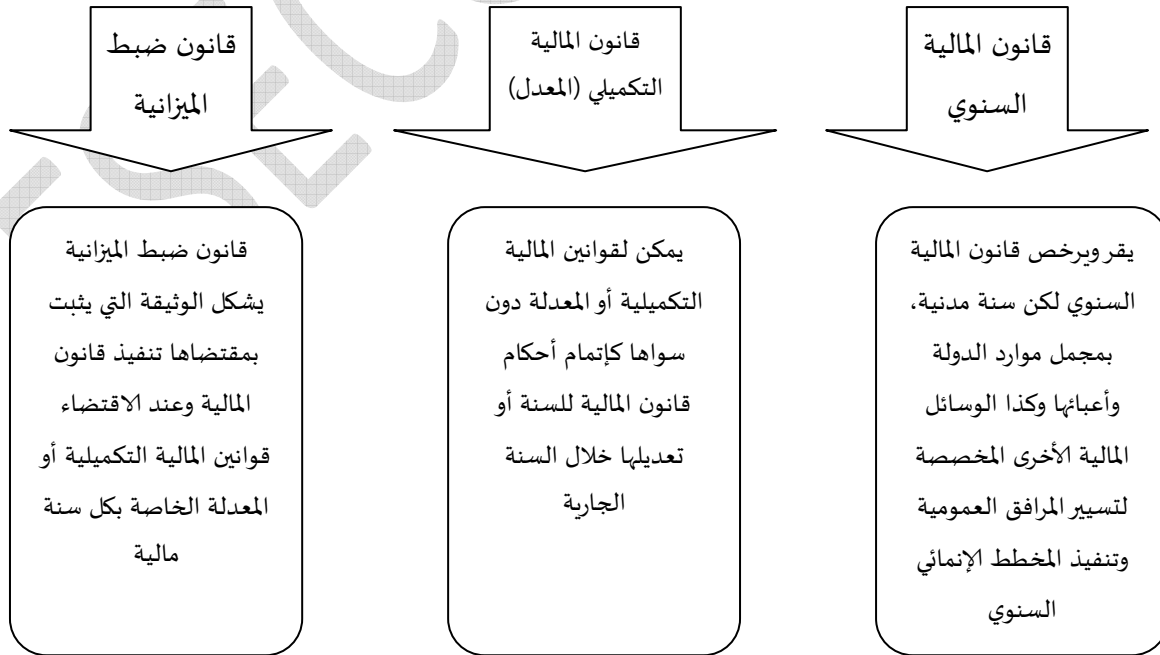 قانون المالية
السنوي
يقر ويرخص قانون المالية
السنوي لكن سنة مدنية،
بمجمل موارد الدولة
وأعبائها وكذا الوسائل
المالية الأخرى المخصصة
لتسيير المرافق العمومية
وتنفيذ المخطط الإنمائي
السنوي
قانون المالية
التكميلي (المعدل)
يمكن لقوانين المالية
التكميلية أو المعدلة دون
سواها كإتمام أحكام
قانون المالية للسنة أو
تعديلها خلال السنة
الجارية
قانون ضبط
الميزانية
قانون ضبط الميزانية
يشكل الوثيقة التي يثبت
بمقتضاها تنفيذ قانون
المالية وعند الاقتضاء
قوانين المالية التكميلية أو
المعدلة الخاصة بكل سنة
مالية